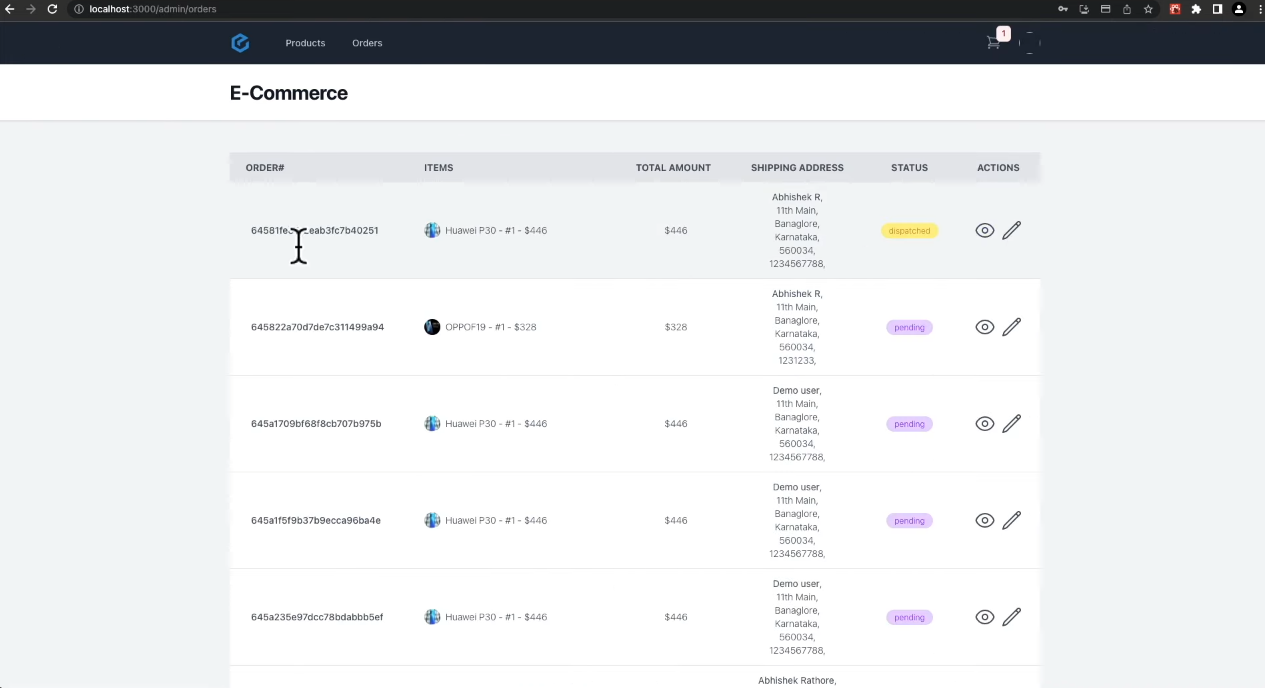 localhost:3000/admin/orders
Products Orders 1
E-Commerce
ORDER# ITEMS TOTAL AMOUNT SHIPPING ADDRESS STATUS ACTIONS
Abhishek R,
11th Main,
Banaglore,
Karnataka,
560034,
1234567788,
Huawei P30 - #1 - $446 $446 dispatched
Abhishek R,
11th Main,
Banaglore,
Karnataka,
560034,
1231233,
645822a70d7de7c311499a94 OPPOF19 - #1 - $328 $328 pending
Demo user,
11th Main,
Banaglore,
Karnataka,
560034,
1234567788,
645a1709bf68f8cb707b975b Huawei P30 - #1 - $446 $446 pending
Demo user,
11th Main,
Banaglore,
Karnataka,
560034,
1234567788,
645a1f5f9b37b9ecca96ba4e Huawei P30 - #1 - $446 $446 pending
Demo user,
11th Main,
Banaglore,
Karnataka,
560034,
1234567788,
645a235e97dcc78bdabbb5ef Huawei P30 - #1 - $446 $446 pending
Abhishek Rathore,